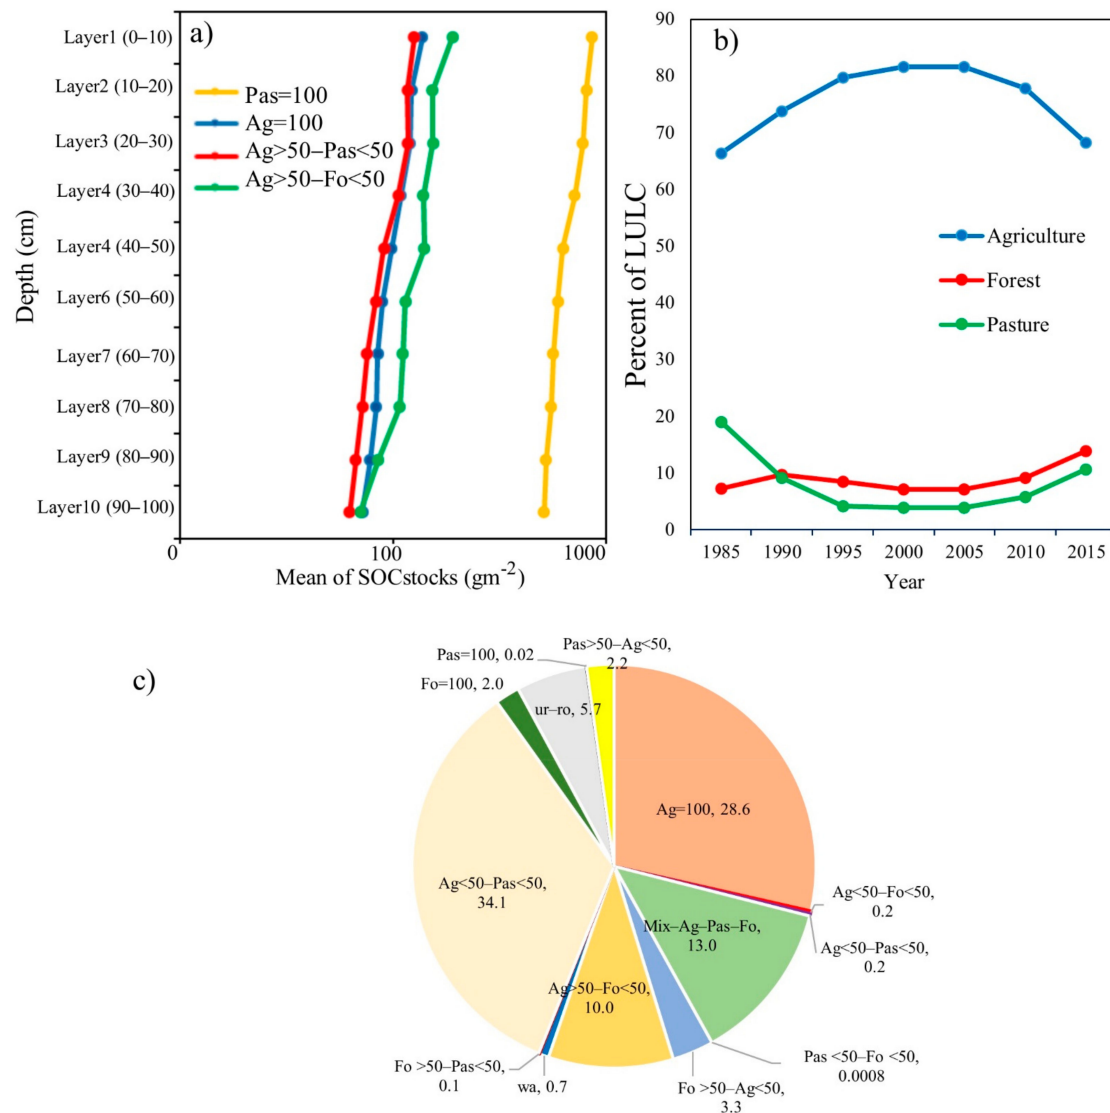 a)
Layer1 (0–10)
Layer2 (10–20)
Layer3 (20–30)
Layer4 (30–40)
Layer4 (40–50)
Layer6 (50–60)
Layer7 (60–70)
Layer8 (70–80)
Layer9 (80–90)
Layer10 (90–100)
Depth (cm)
Pas=100
Ag=100
Ag>50–Pas<50
Ag>50–Fo<50
0 100 1000
Mean of SOCstocks (gm-2)
b)
90
80
70
60
50
40
30
20
10
0
Percent of LULC
Agriculture
Forest
Pasture
1985 1990 1995 2000 2005 2010 2015
Year
c)
Pas>50–Ag<50,
2.2
Pas=100, 0.02
Fo=100, 2.0
ur–ro, 5.7
Ag=100, 28.6
Ag<50–Fo<50,
0.2
Ag<50–Pas<50,
0.2
Ag<50–Pas<50,
34.1
Mix–Ag–Pas–Fo,
13.0
Ag>50–Fo<50,
10.0
Pas <50–Fo <50,
0.0008
Fo >50–Ag<50,
3.3
wa, 0.7
Fo >50–Pas<50,
0.1